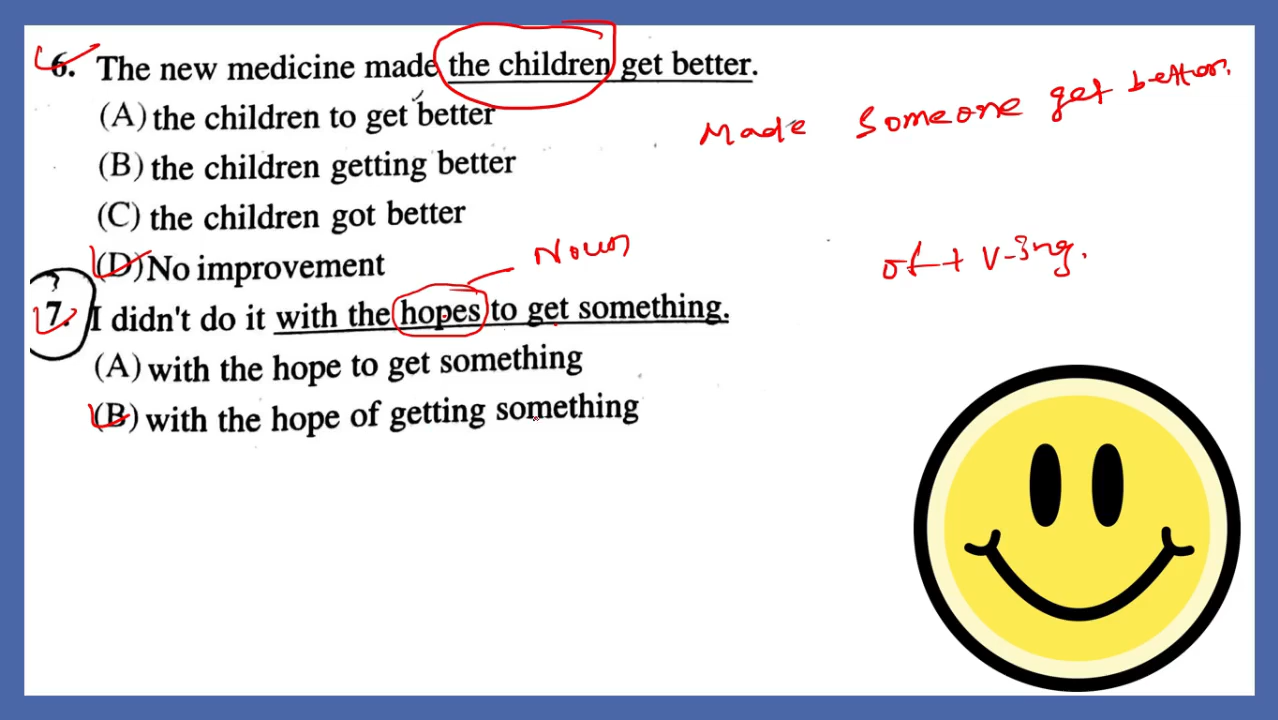 6. The new medicine made the children get better.
(A) the children to get better
Made Someone get better.
(B) the children getting better
(C) the children got better
(D) No improvement
Noun
of + v-ing.
7. I didn't do it with the hopes to get something.
(A) with the hope to get something
(B) with the hope of getting something